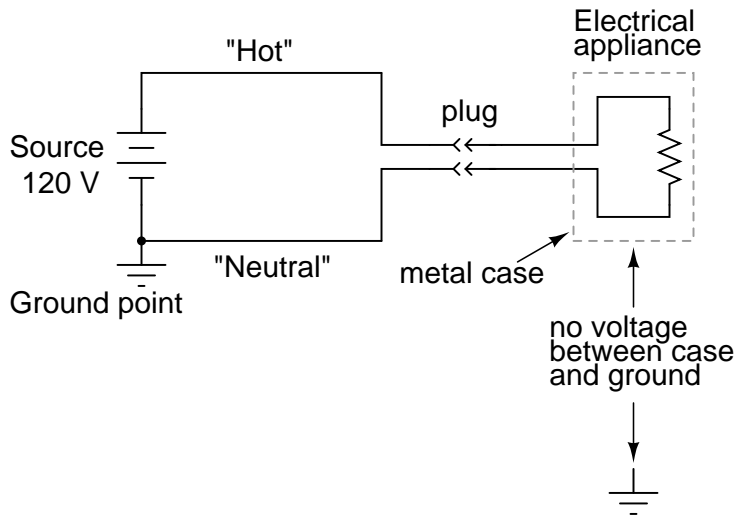 Electrical
appliance
"Hot"
plug
Source
120 V
"Neutral"
metal case
Ground point
no voltage
between case
and ground